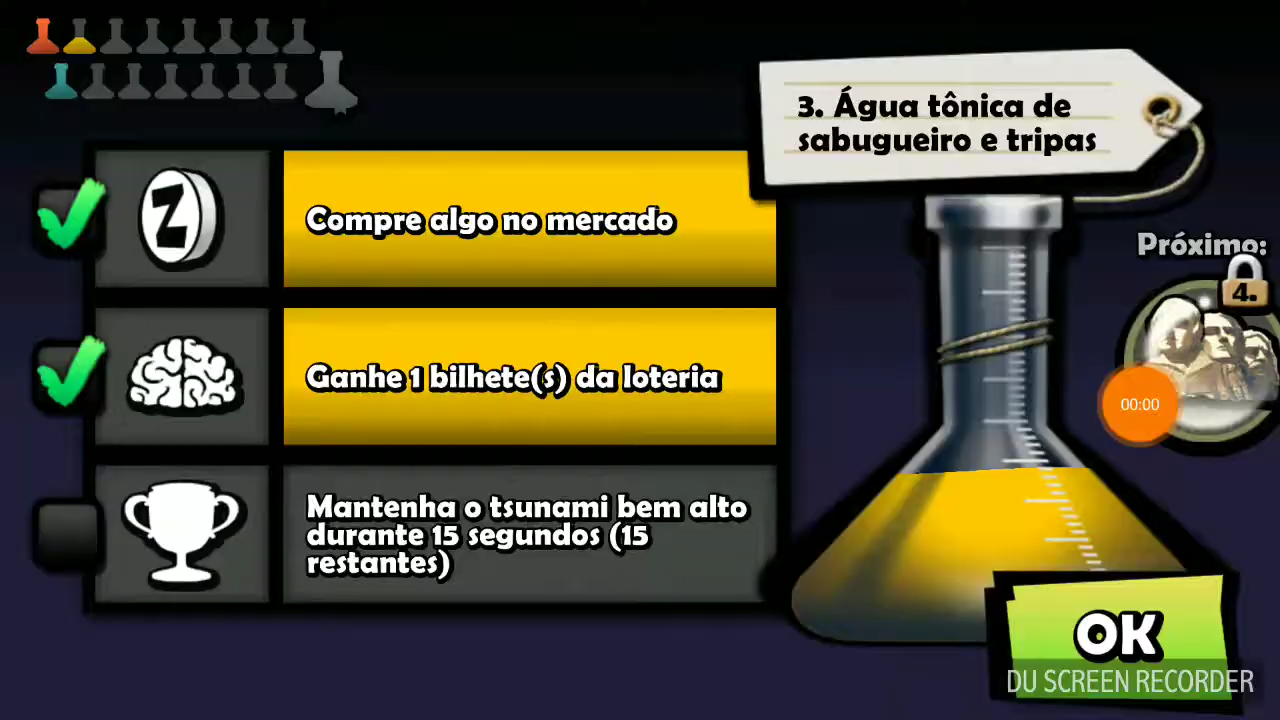 3. Água tônica de
sabugueiro e tripas
Z
Compre algo no mercado
Próximo:
4.
Ganhe 1 bilhete(s) da loteria
00:00
Mantenha o tsunami bem alto
durante 15 segundos (15
restantes)
OK
DU SCREEN RECORDER